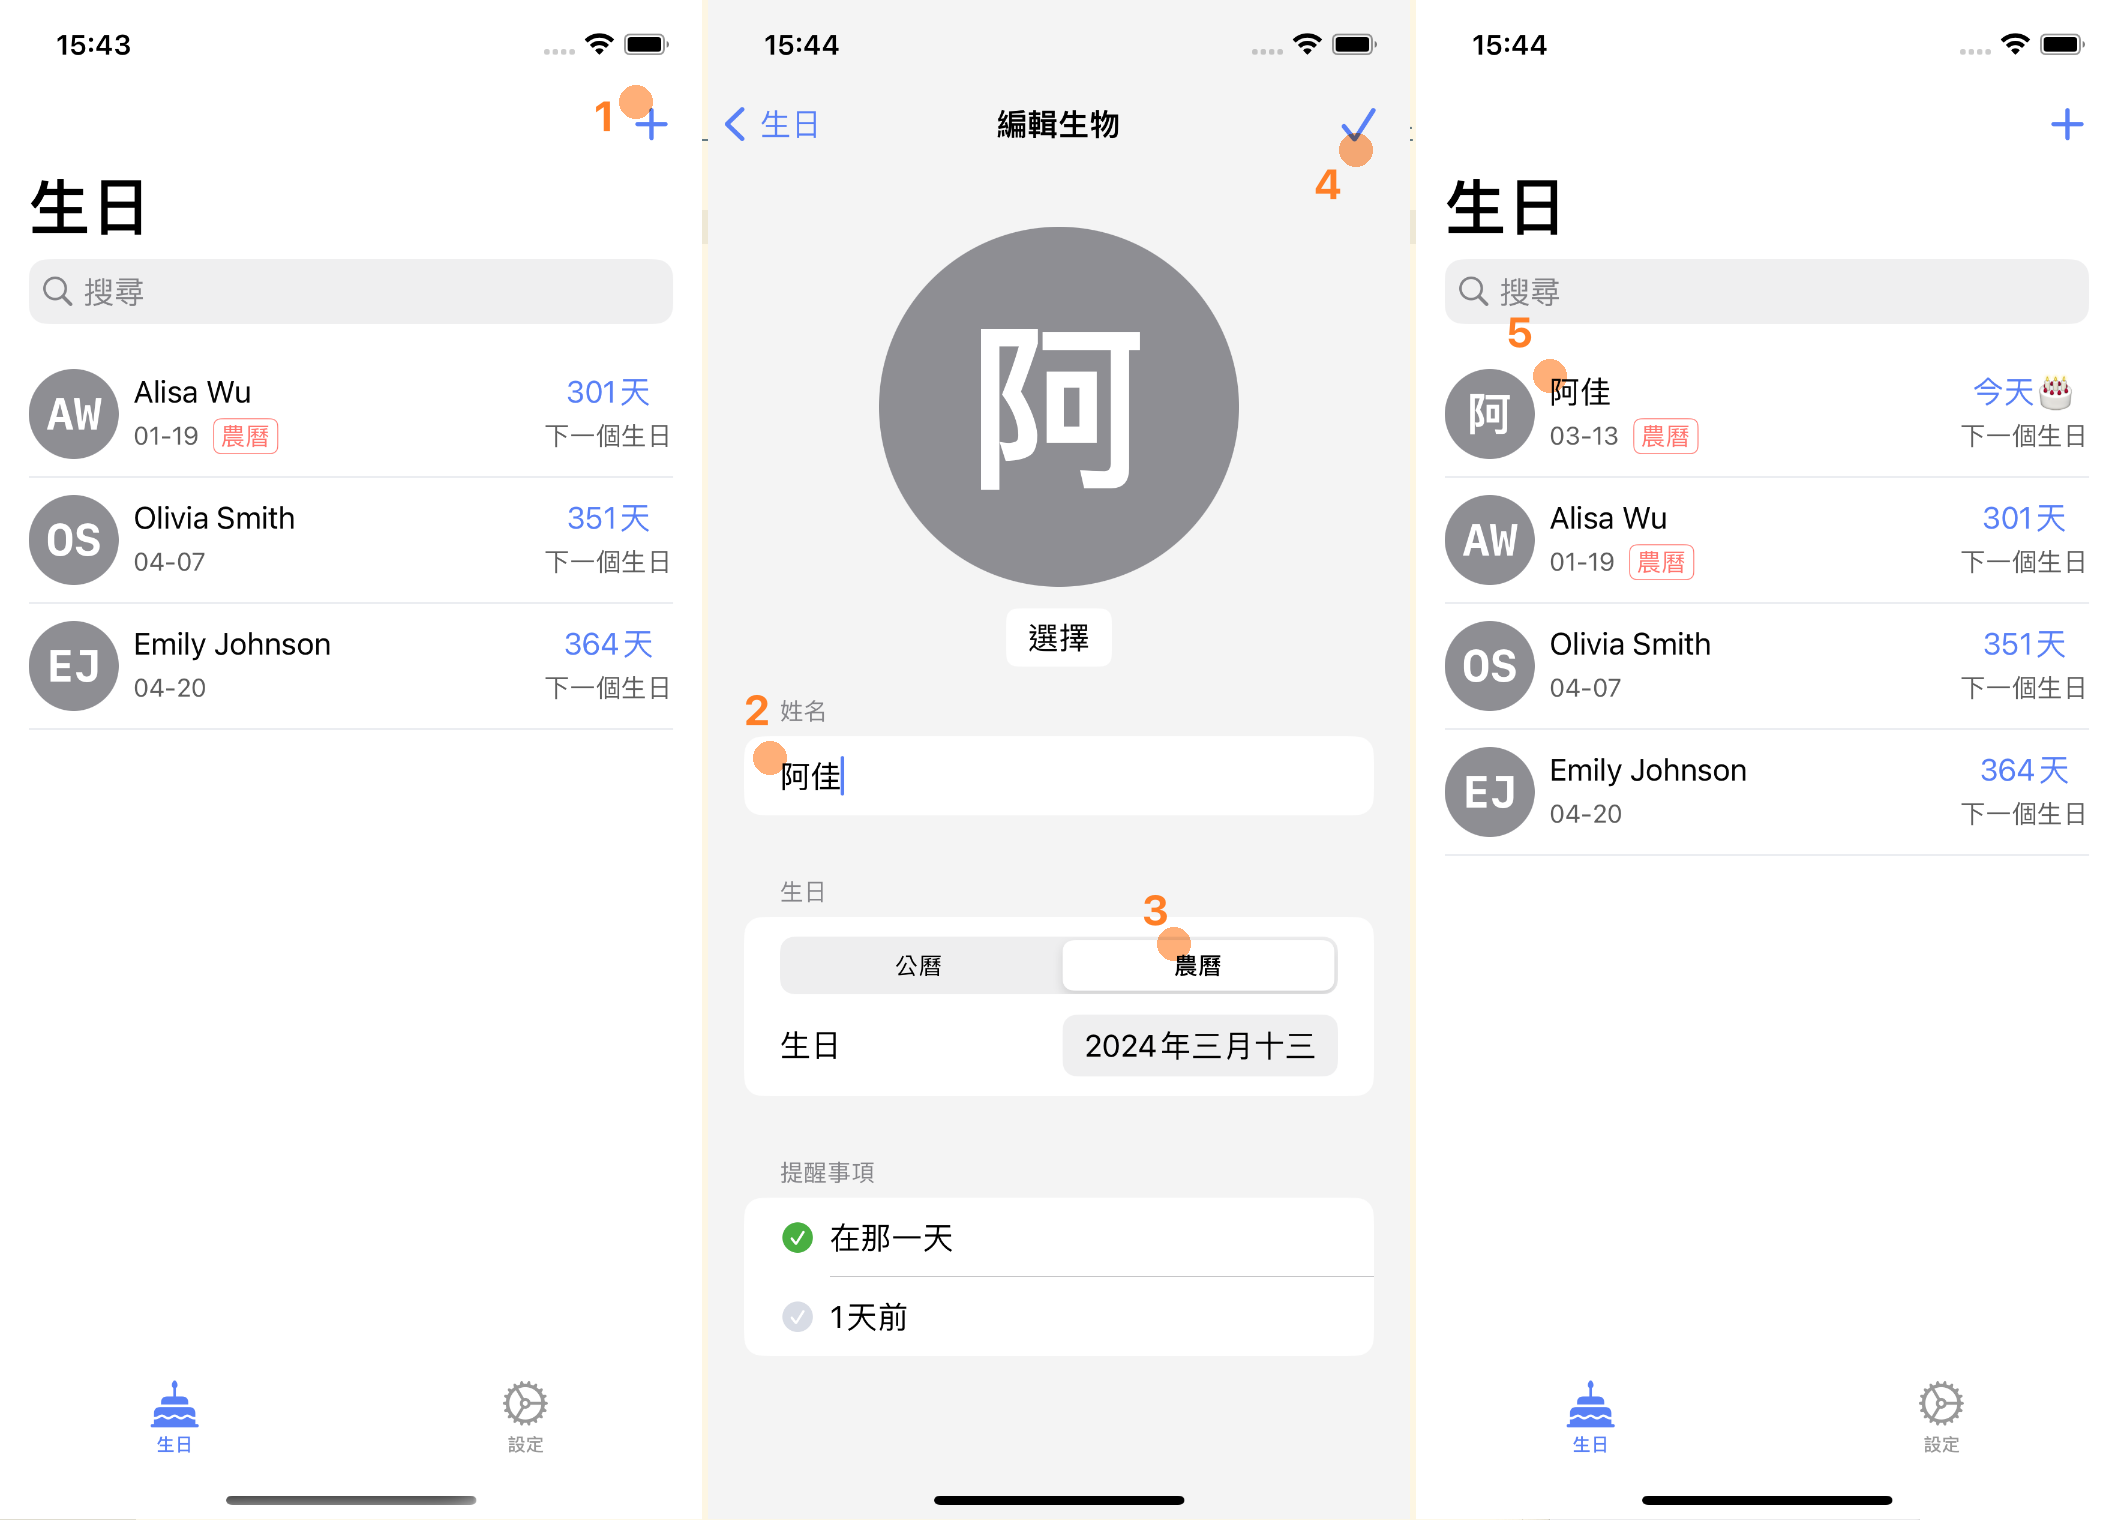 15:43
1
生日
搜尋
AW
Alisa Wu
301天
01-19 農曆
下一個生日
OS
Olivia Smith
351天
04-07
下一個生日
EJ
Emily Johnson
364天
04-20
下一個生日
生日
設定
15:44
生日
編輯生物
4
阿
選擇
2 姓名
阿佳
生日
3
公曆
農曆
生日
2024年三月十三
提醒事項
在那一天
1天前
15:44
生日
搜尋
5
阿
阿佳
今天🎂
03-13 農曆
下一個生日
AW
Alisa Wu
301天
01-19 農曆
下一個生日
OS
Olivia Smith
351天
04-07
下一個生日
EJ
Emily Johnson
364天
04-20
下一個生日
生日
設定